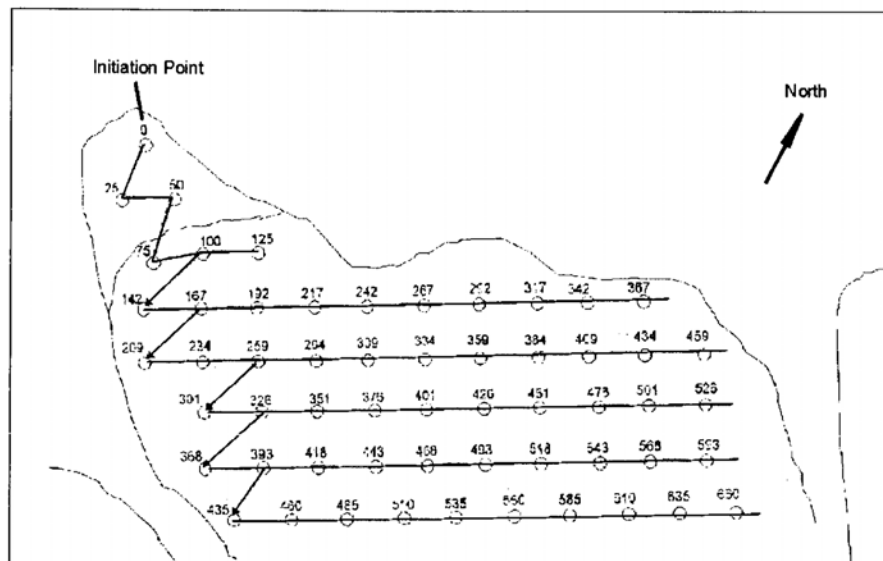 Initiation Point
North
0
25 50
75 100 125
142 167 192 217 242 267 292 317 342 367
209 234 259 284 309 334 359 384 409 434 459
301 326 351 376 401 426 451 476 501 526
368 393 418 443 468 493 518 543 568 593
435 460 485 510 535 560 585 610 635 660